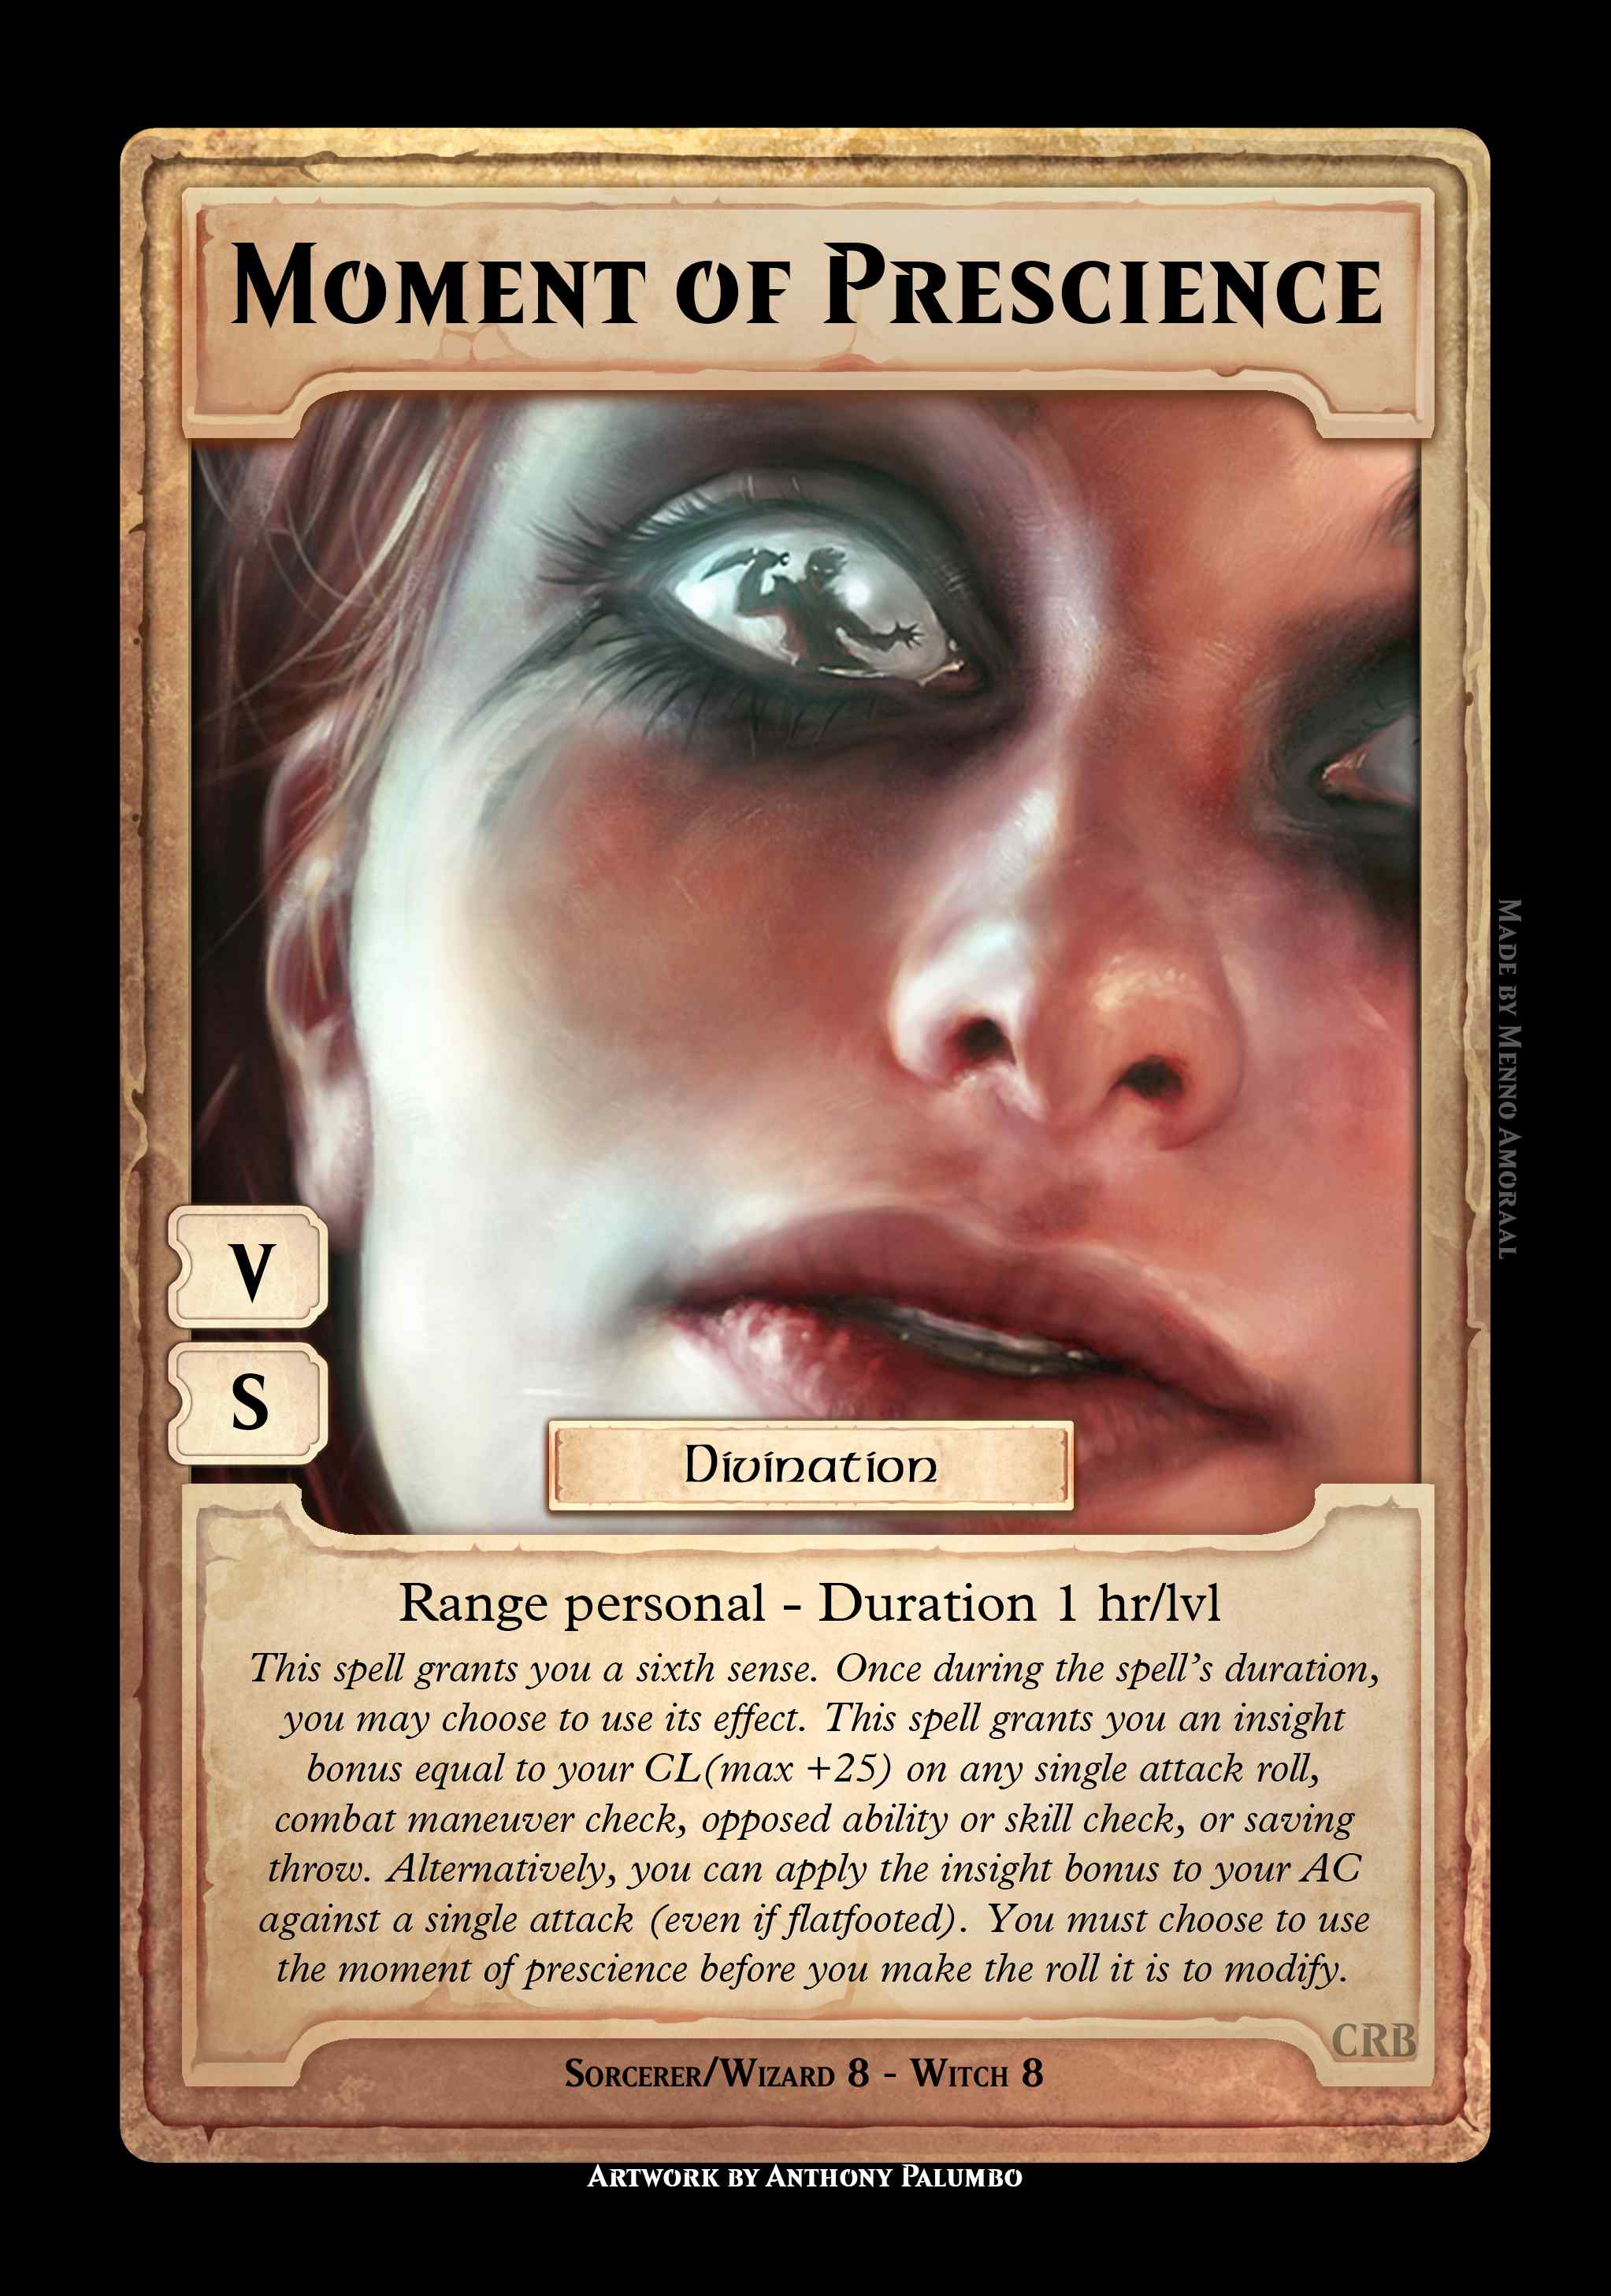 Moment of Prescience
V
S
Divination
Range personal - Duration 1 hr/lvl
This spell grants you a sixth sense. Once during the spell's duration,
you may choose to use its effect. This spell grants you an insight
bonus equal to your CL(max +25) on any single attack roll,
combat maneuver check, opposed ability or skill check, or saving
throw. Alternatively, you can apply the insight bonus to your AC
against a single attack (even if flatfooted). You must choose to use
the moment of prescience before you make the roll it is to modify.
CRB
Sorcerer/Wizard 8 - Witch 8
Artwork by Anthony Palumbo
Made by Menno Amoraal